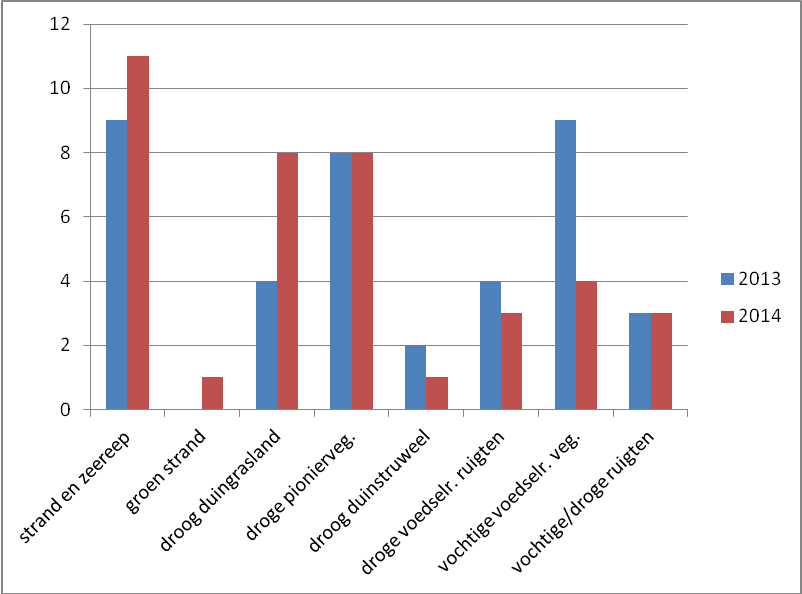 12
10
8
6
4
2
0
strand en zeereep
groen strand
droog duingrasland
droge pionierveg.
droog duinstruweel
droge voedselr. ruigten
vochtige voedselr. veg.
vochtige/droge ruigten
2013
2014